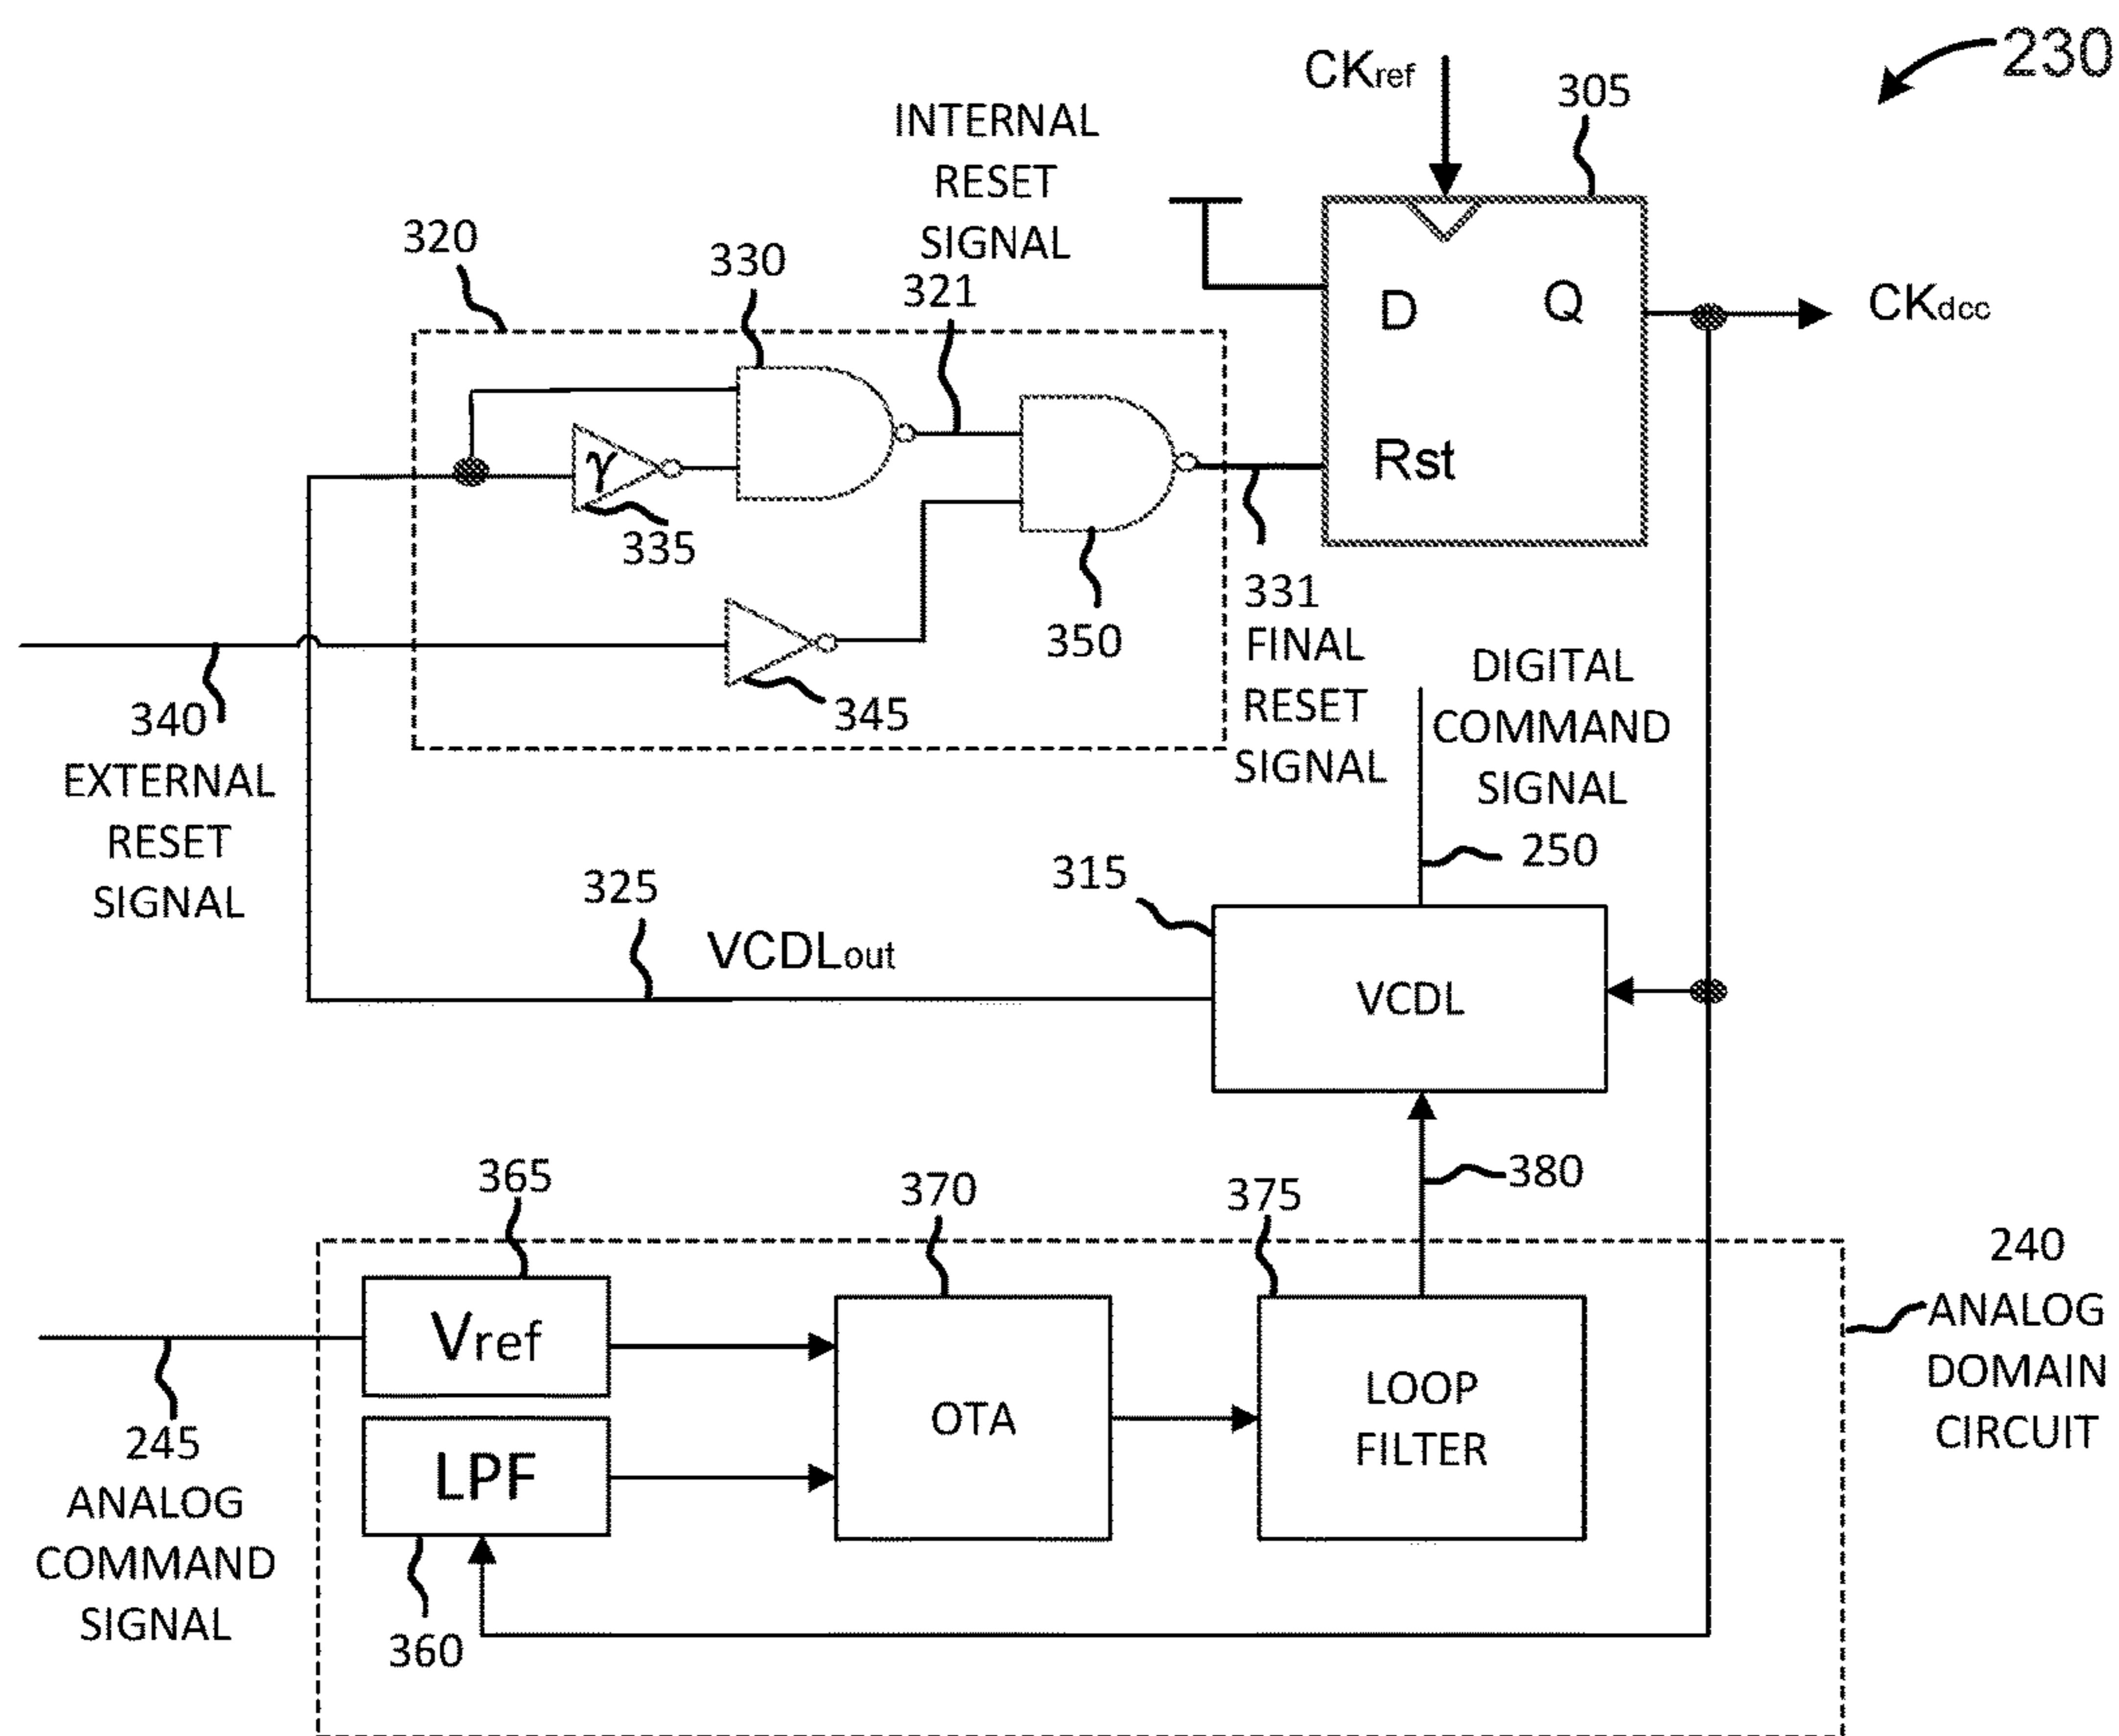 230
CKref
305
INTERNAL
RESET
SIGNAL
321
320
330
D
Q
CKdcc
Rst
γ
335
331
FINAL
RESET
SIGNAL
350
345
340
EXTERNAL
RESET
SIGNAL
DIGITAL
COMMAND
SIGNAL
250
315
325
VCDLout
VCDL
380
365
370
375
240
ANALOG
DOMAIN
CIRCUIT
Vref
OTA
LOOP
FILTER
LPF
245
ANALOG
COMMAND
SIGNAL
360